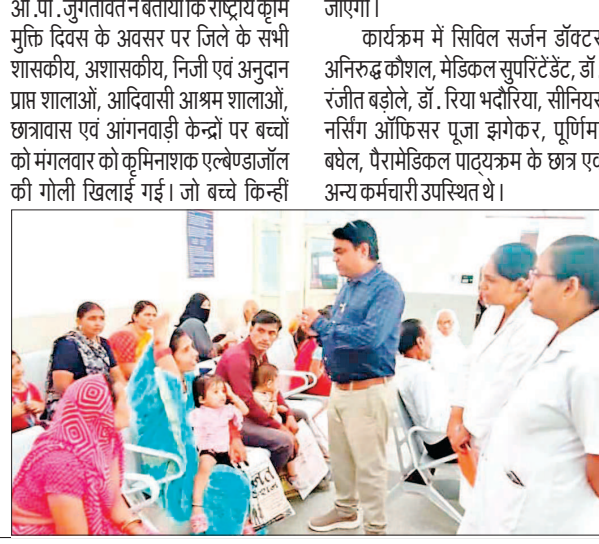 ओ.पी. जुगतावत ने बताया कि राष्ट्रीय कृमि
मुक्ति दिवस के अवसर पर जिले के सभी
शासकीय, अशासकीय, निजी एवं अनुदान
प्राप्त शालाओं, आदिवासी आश्रम शालाओं,
छात्रावास एवं आंगनवाड़ी केन्द्रों पर बच्चों
को मंगलवार को कृमिनाशक एल्बेण्डाजॉल
की गोली खिलाई गई। जो बच्चे किन्हीं
जाएगी।
कार्यक्रम में सिविल सर्जन डॉक्टर
अनिरुद्ध कौशल, मेडिकल सुपरिंटेंडेंट, डॉ.
रंजीत बड़ोले, डॉ. रिया भदौरिया, सीनियर
नर्सिंग ऑफिसर पूजा झगेकर, पूर्णिमा
बघेल, पैरामेडिकल पाठ्यक्रम के छात्र एवं
अन्य कर्मचारी उपस्थित थे।